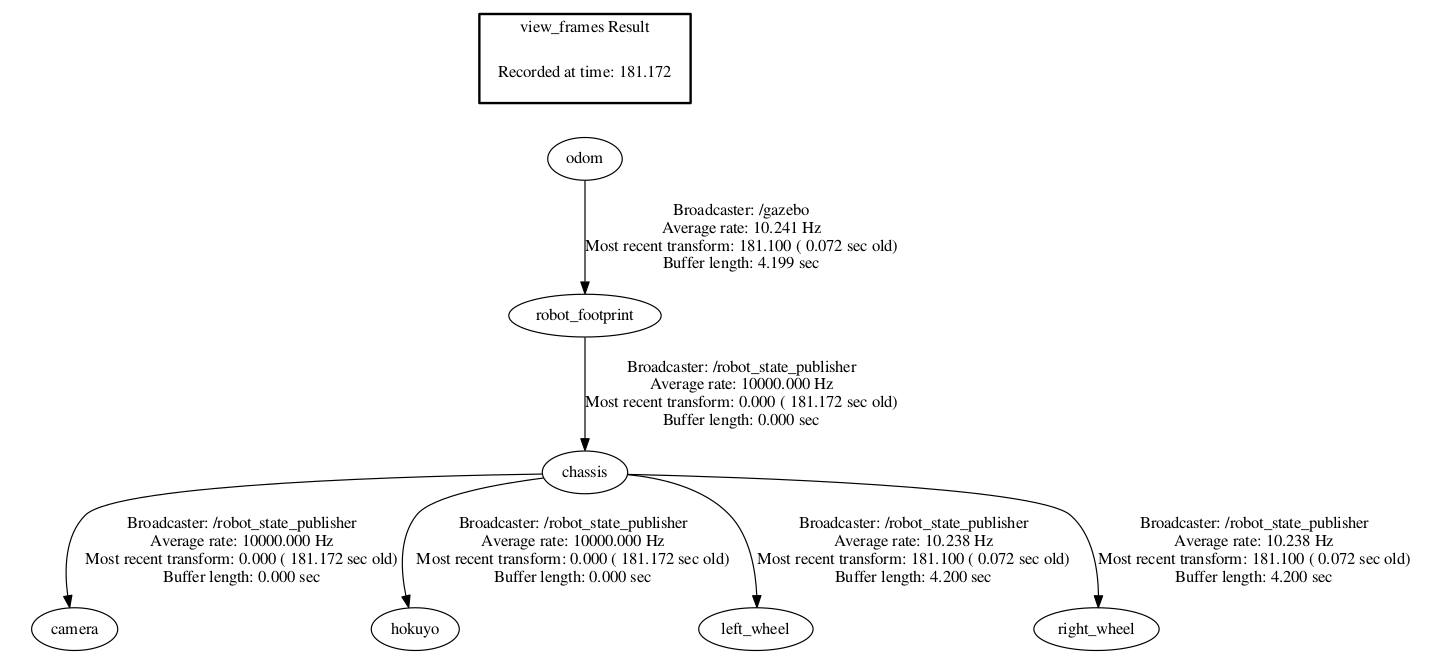 view_frames Result
Recorded at time: 181.172
odom
Broadcaster: /gazebo
Average rate: 10.241 Hz
Most recent transform: 181.100 ( 0.072 sec old)
Buffer length: 4.199 sec
robot_footprint
Broadcaster: /robot_state_publisher
Average rate: 10000.000 Hz
Most recent transform: 0.000 ( 181.172 sec old)
Buffer length: 0.000 sec
chassis
Broadcaster: /robot_state_publisher
Average rate: 10000.000 Hz
Most recent transform: 0.000 ( 181.172 sec old)
Buffer length: 0.000 sec
Broadcaster: /robot_state_publisher
Average rate: 10000.000 Hz
Most recent transform: 0.000 ( 181.172 sec old)
Buffer length: 0.000 sec
Broadcaster: /robot_state_publisher
Average rate: 10.238 Hz
Most recent transform: 181.100 ( 0.072 sec old)
Buffer length: 4.200 sec
Broadcaster: /robot_state_publisher
Average rate: 10.238 Hz
Most recent transform: 181.100 ( 0.072 sec old)
Buffer length: 4.200 sec
camera
hokuyo
left_wheel
right_wheel